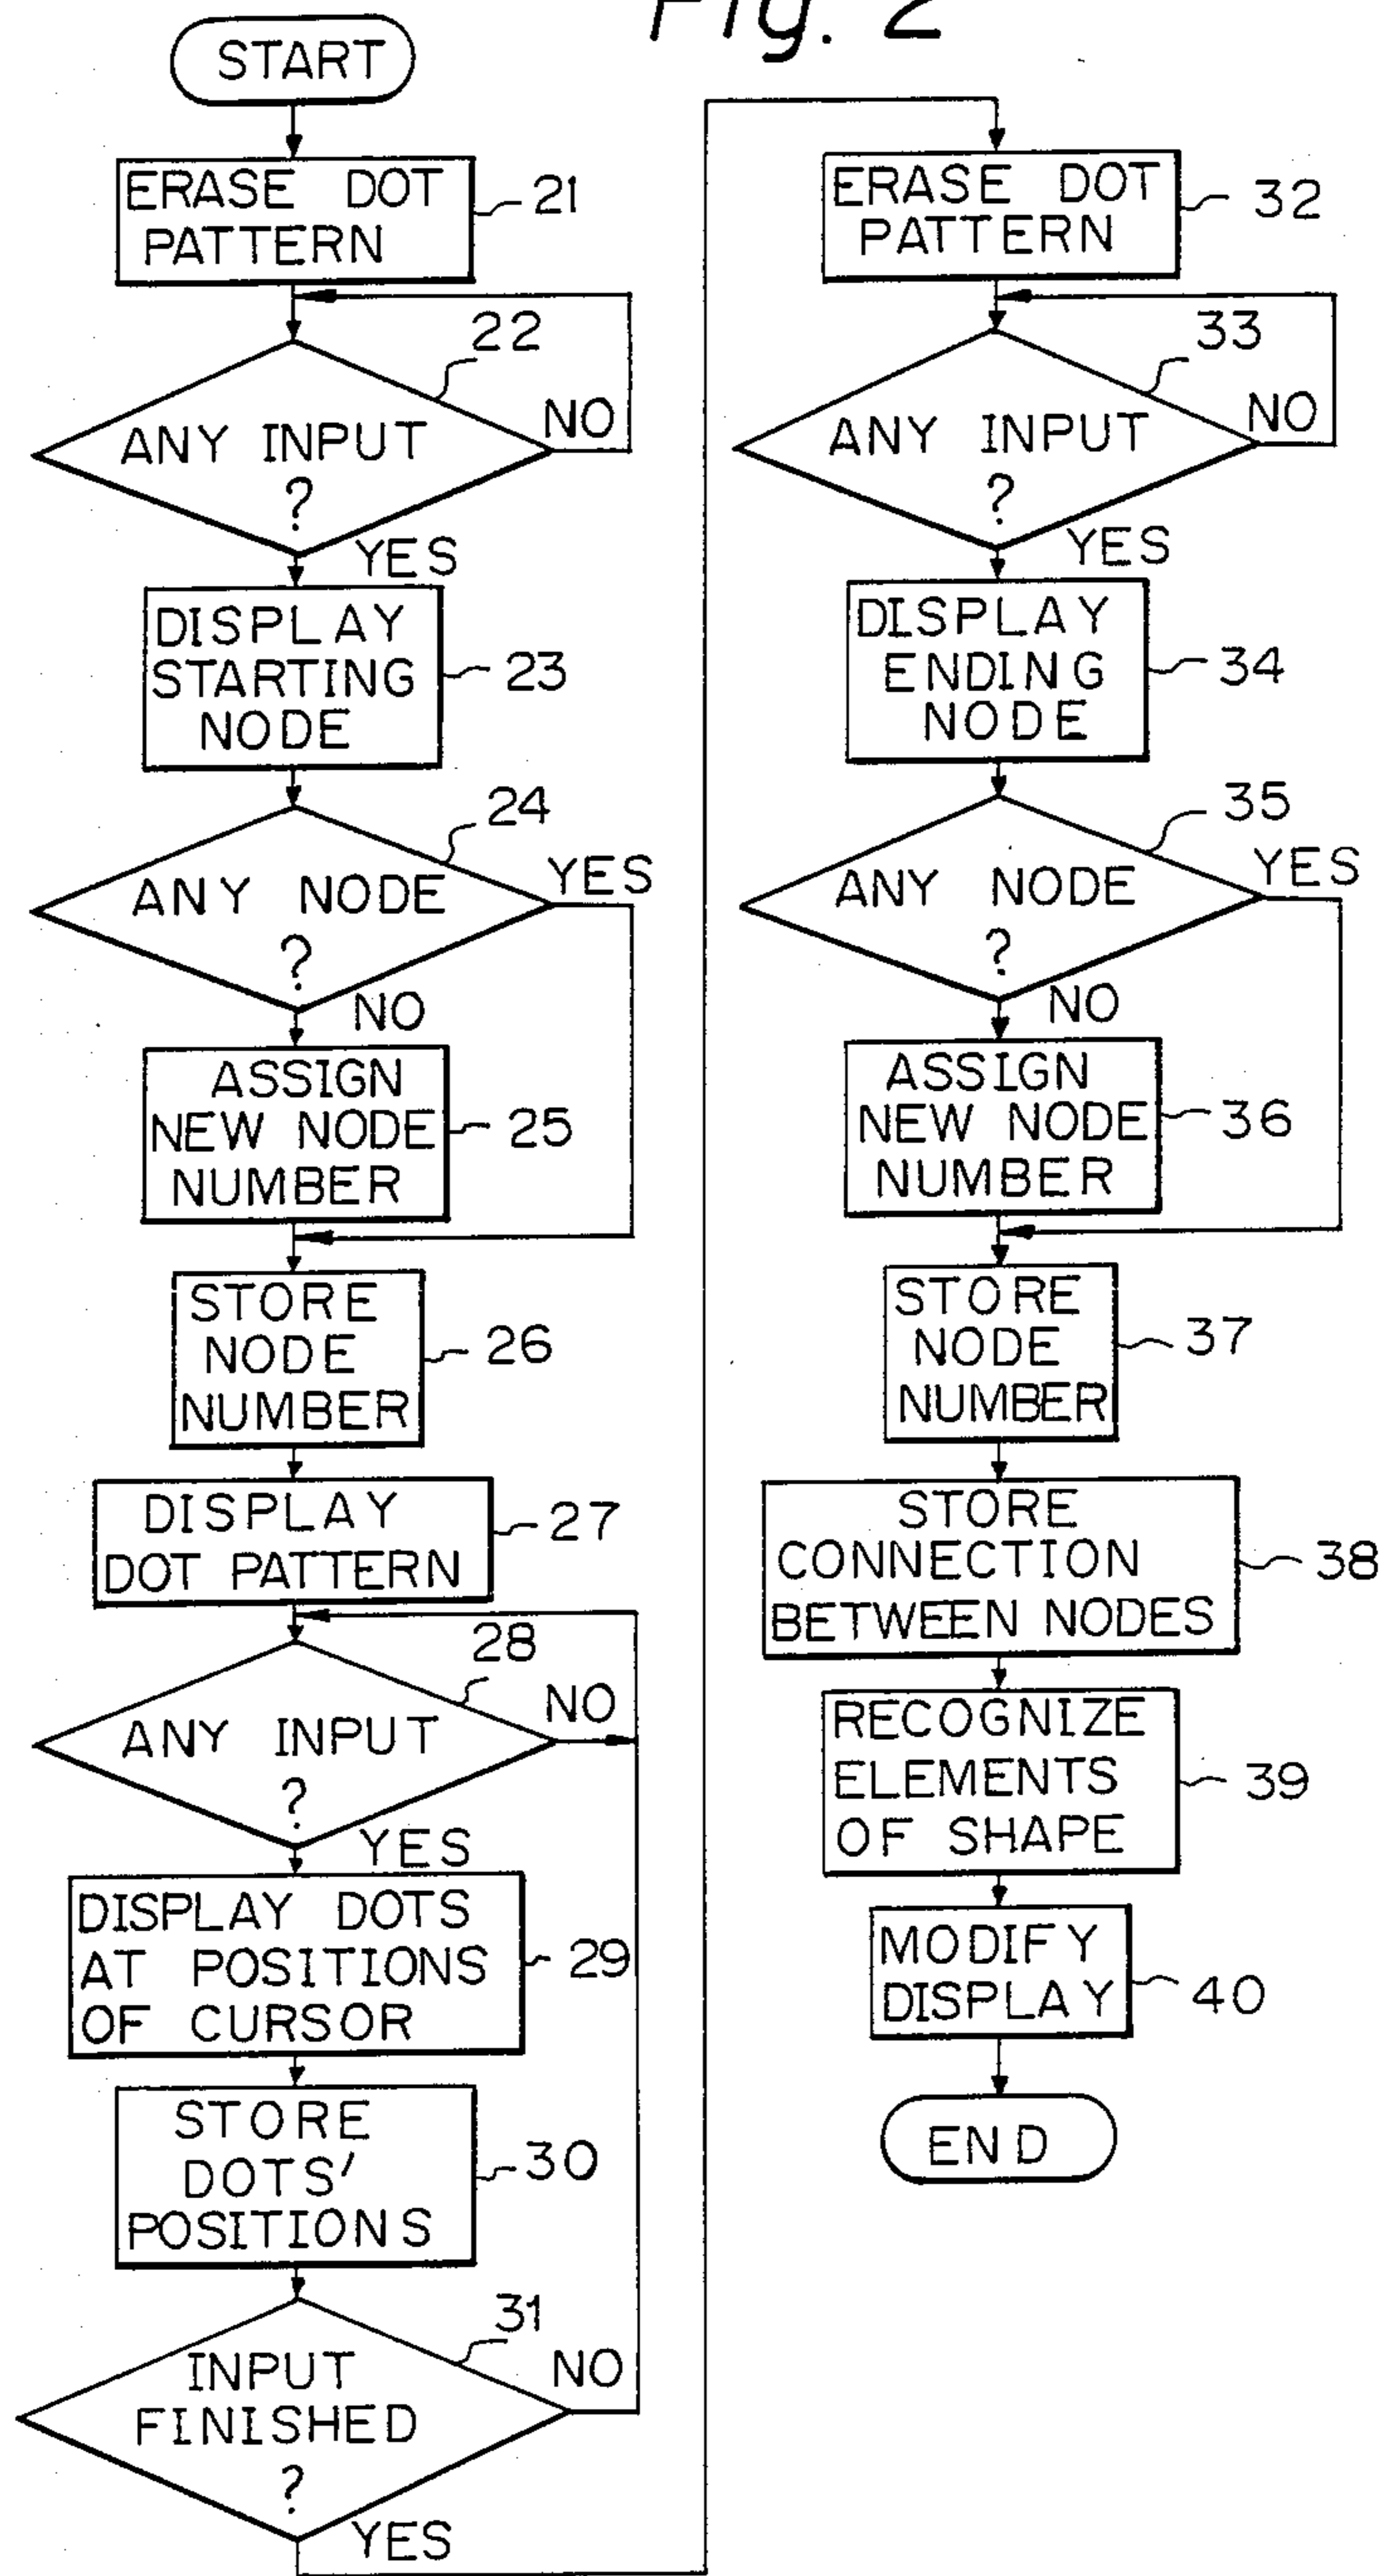 Fig. 2
START
ERASE DOT
PATTERN
21
22
ANY INPUT
?
NO
YES
DISPLAY
STARTING
NODE
23
24
ANY NODE
?
YES
NO
ASSIGN
NEW NODE
NUMBER
25
STORE
NODE
NUMBER
26
DISPLAY
DOT PATTERN
27
28
ANY INPUT
?
NO
YES
DISPLAY DOTS
AT POSITIONS
OF CURSOR
29
STORE
DOTS'
POSITIONS
30
31
INPUT
FINISHED
?
NO
YES
ERASE DOT
PATTERN
32
33
ANY INPUT
?
NO
YES
DISPLAY
ENDING
NODE
34
35
ANY NODE
?
YES
NO
ASSIGN
NEW NODE
NUMBER
36
STORE
NODE
NUMBER
37
STORE
CONNECTION
BETWEEN NODES
38
RECOGNIZE
ELEMENTS
OF SHAPE
39
MODIFY
DISPLAY
40
END